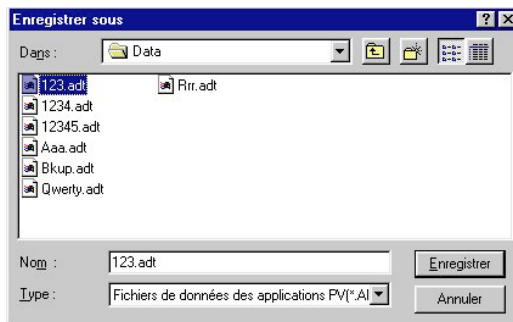 Enregistrer sous
Dans : Data
123.adt Rrr.adt
1234.adt
12345.adt
Aaa.adt
Bkup.adt
Qwerty.adt
Nom : 123.adt Enregistrer
Type : Fichiers de données des applications PV(*.Al Annuler